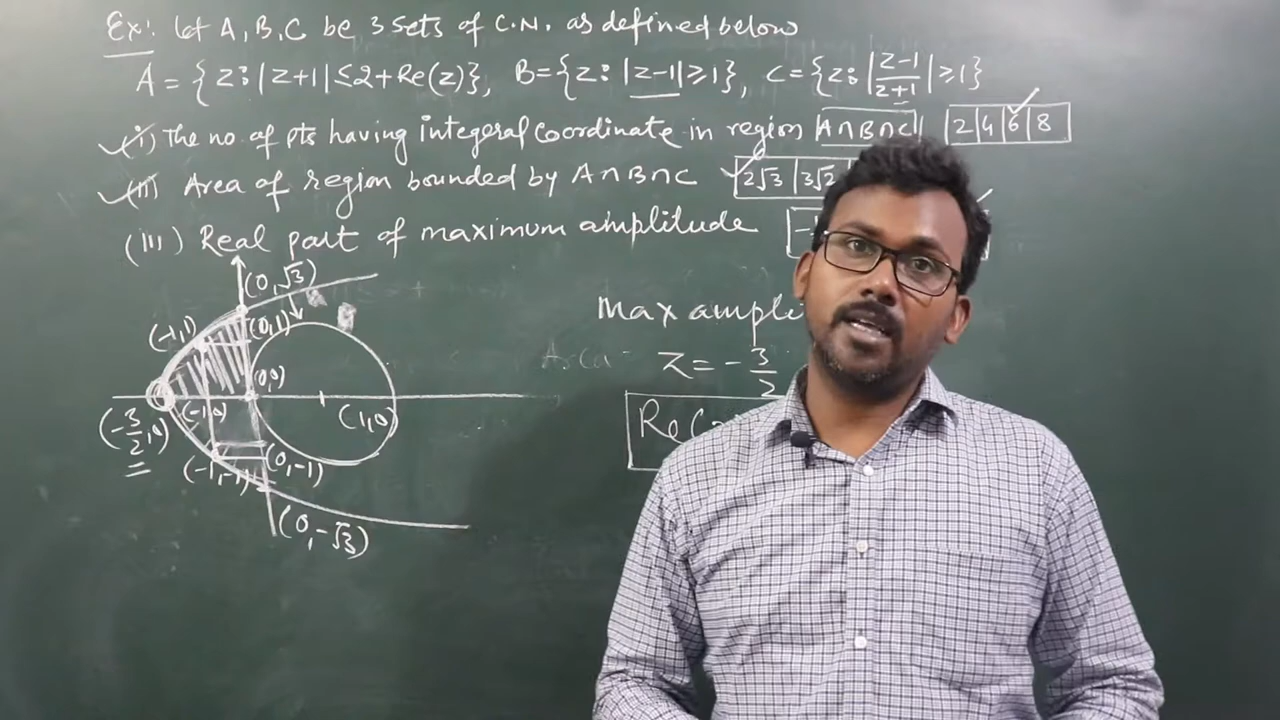 Ex: let A, B, C be 3 sets of C.N. as defined below
A = {z: |z+1| ≤ 2+Re(z)}, B = {z: |z-1| ≥ 1}, C = {z: |z-1/z+1| ≥ 1}
(i) The no. of pts having integeral coordinate in region A∩B∩C 2|4|6|8
(ii) Area of region bounded by A∩B∩C 2√3|3√2
(iii) Real part of maximum amplitude
(0,√3)
(-1,1) (0,1)
(0,0)
(-3/2,0) (-1,0) (1,0)
(-1,-1) (0,-1)
(0,-√3)
Max ampli
Area
z = -3/2
Re(